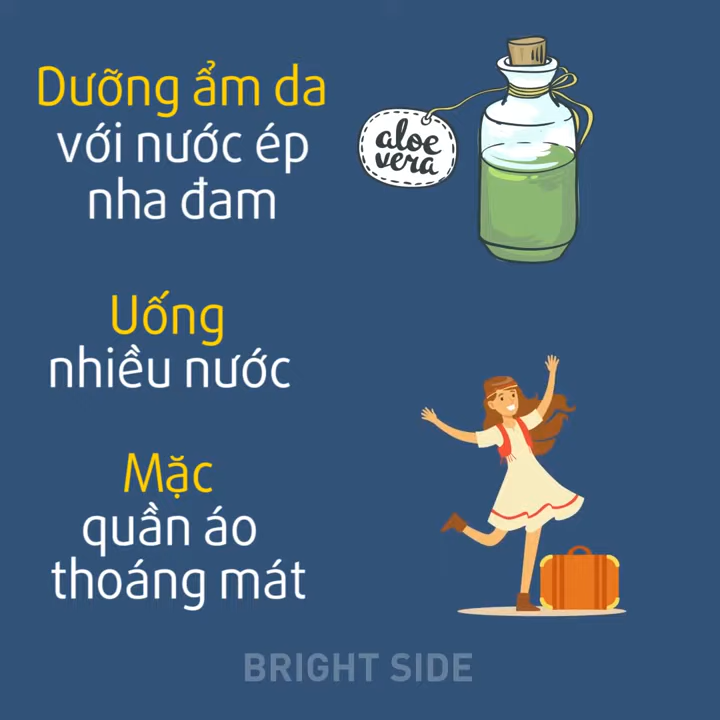 Dưỡng ẩm da
với nước ép
nha đam
aloe
vera
Uống
nhiều nước
Mặc
quần áo
thoáng mát
BRIGHT SIDE